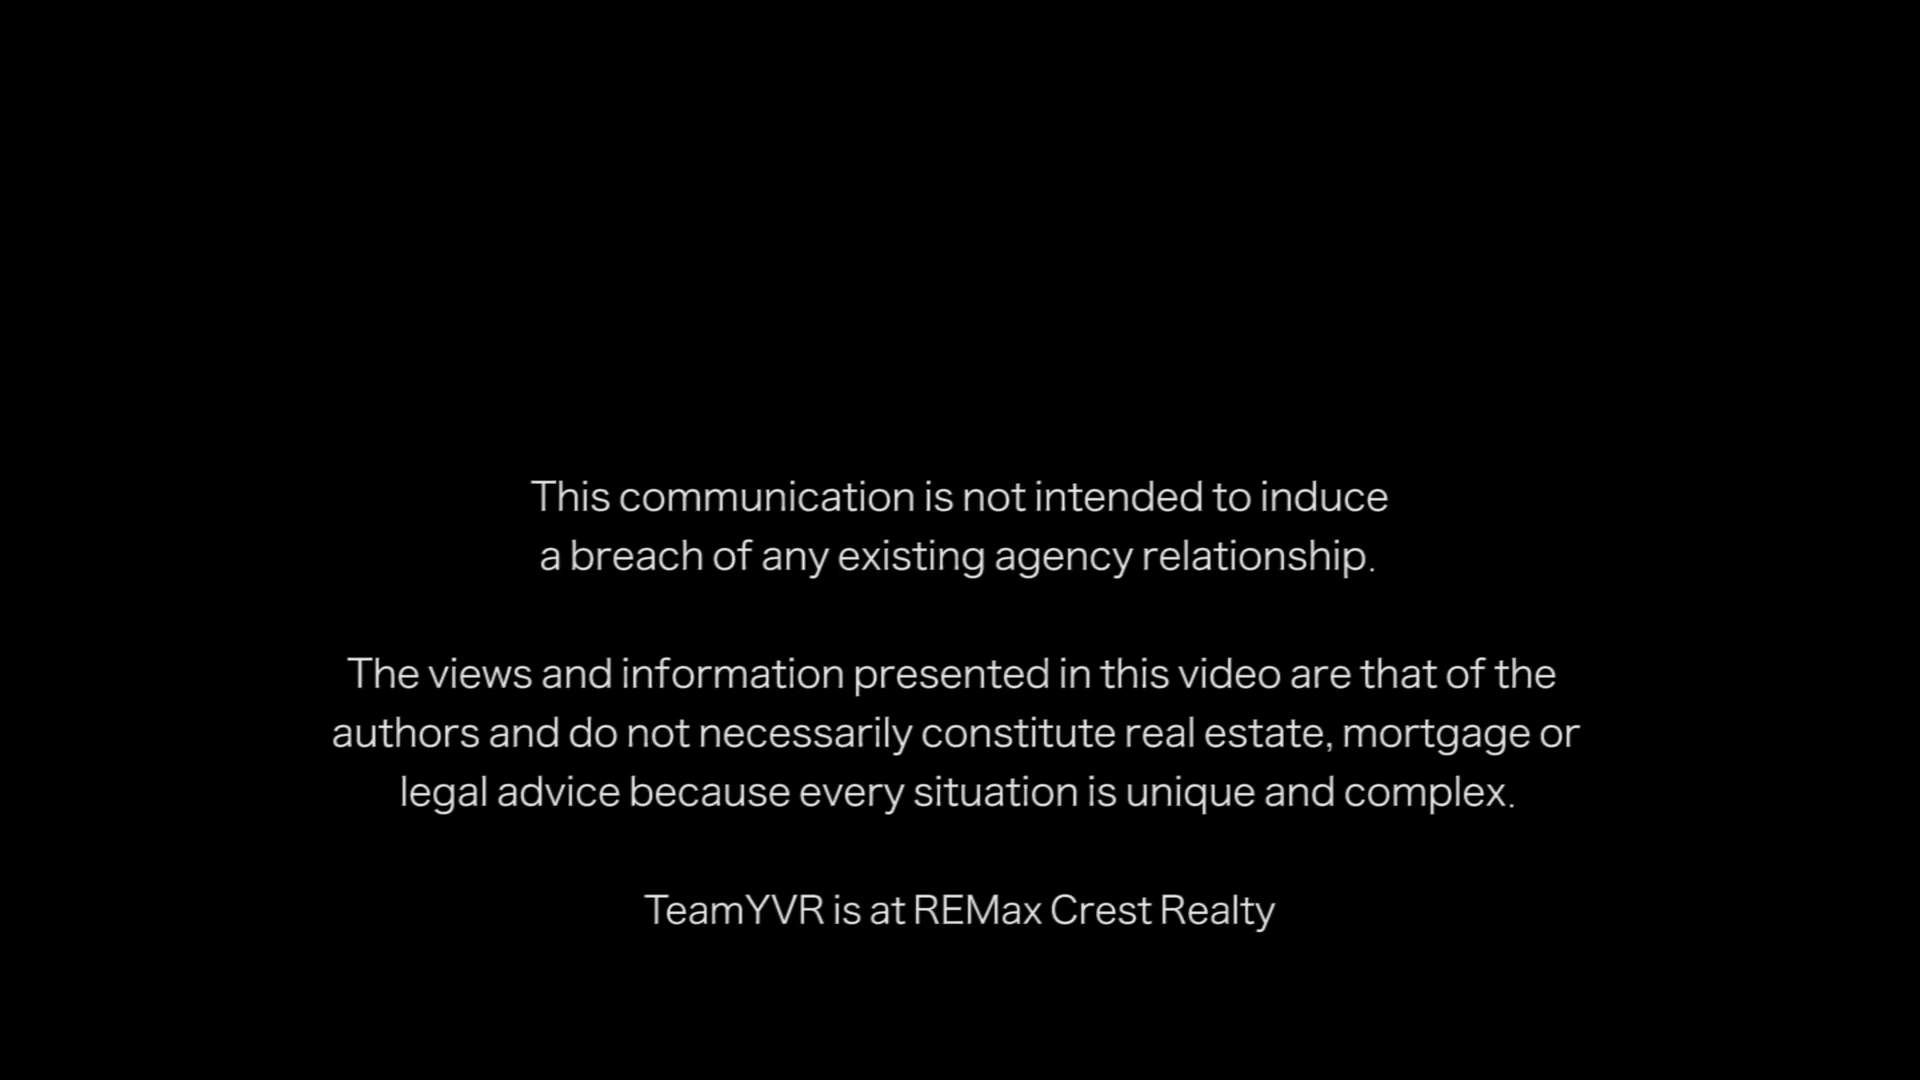 This communication is not intended to induce
a breach of any existing agency relationship.
The views and information presented in this video are that of the
authors and do not necessarily constitute real estate, mortgage or
legal advice because every situation is unique and complex.
TeamYVR is at REMax Crest Realty